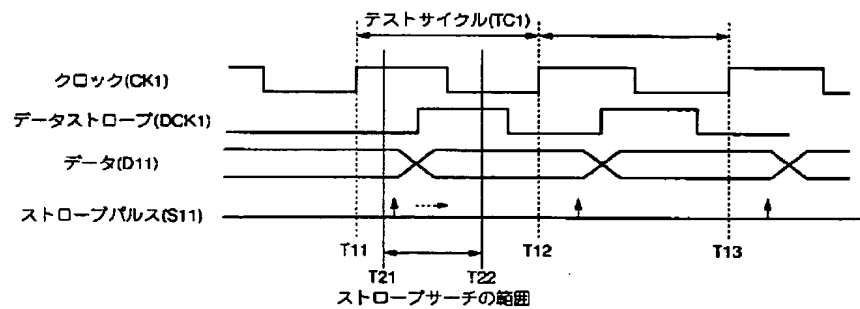 テストサイクル(TC1)
クロック(CK1)
データストローブ(DCK1)
データ(D11)
ストローブパルス(S11)
T11
T12
T13
T21
T22
ストローブサーチの範囲